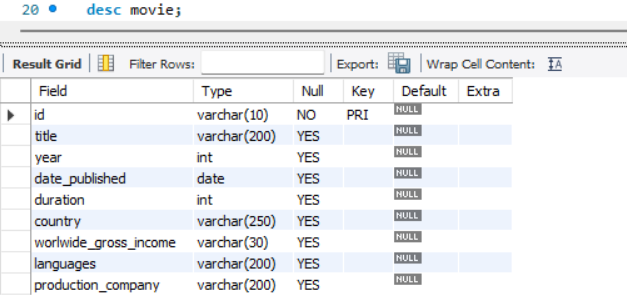 20 desc movie;
Result Grid Filter Rows: Export: Wrap Cell Content: IA
Field Type Null Key Default Extra
id varchar(10) NO PRI NULL
title varchar(200) YES NULL
year int YES NULL
date_published date YES NULL
duration int YES NULL
country varchar(250) YES NULL
worlwide_gross_income varchar(30) YES NULL
languages varchar(200) YES NULL
production_company varchar(200) YES NULL